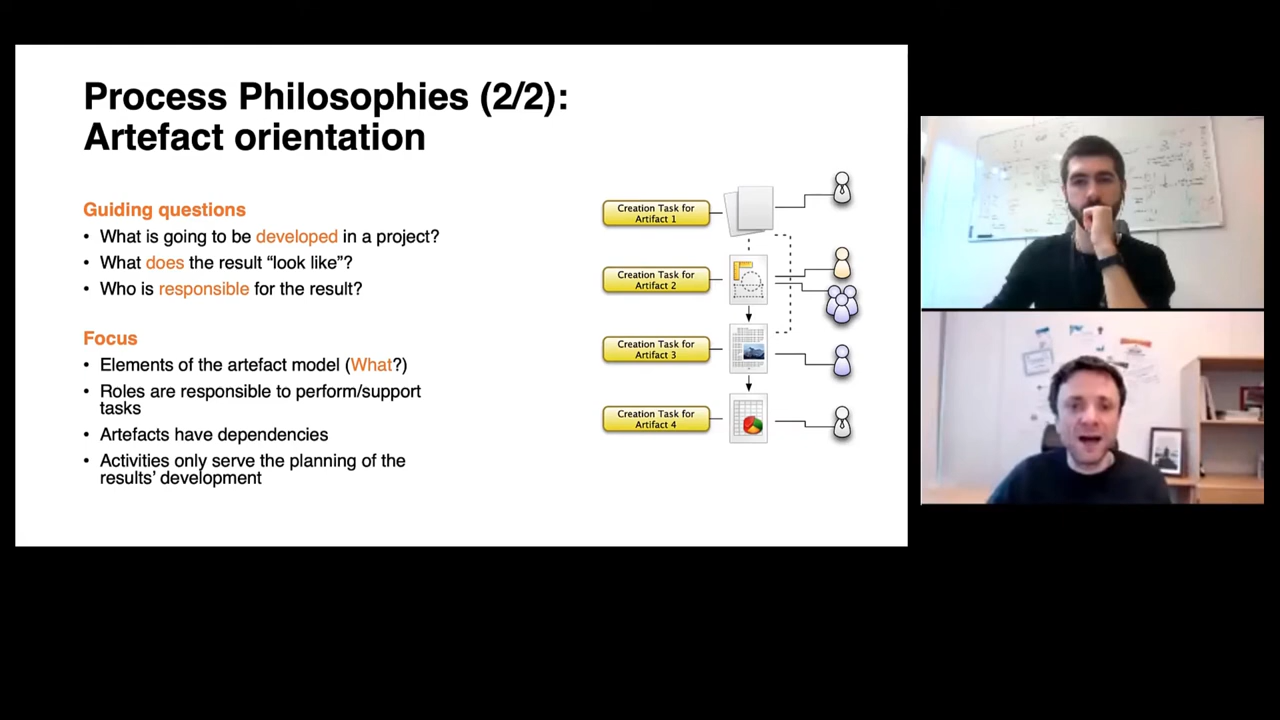 Process Philosophies (2/2):
Artefact orientation
Guiding questions
• What is going to be developed in a project?
• What does the result “look like”?
• Who is responsible for the result?
Focus
• Elements of the artefact model (What?)
• Roles are responsible to perform/support
tasks
• Artefacts have dependencies
• Activities only serve the planning of the
results’ development
Creation Task for
Artifact 1
Creation Task for
Artifact 2
Creation Task for
Artifact 3
Creation Task for
Artifact 4